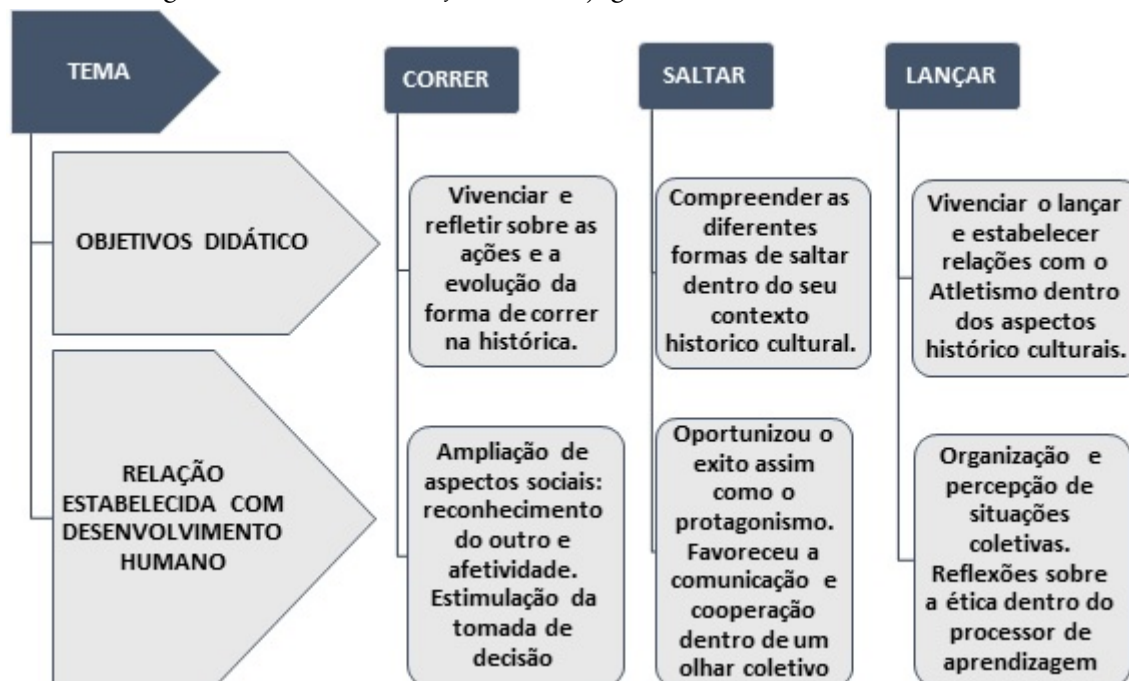 TEMA
CORRER
SALTAR
LANÇAR
OBJETIVOS DIDÁTICO
Vivenciar e
refletir sobre as
ações e a
evolução da
forma de correr
na histórica.
Compreender as
diferentes
formas de saltar
dentro do seu
contexto
historico cultural.
Vivenciar o lançar
e estabelecer
relações com o
Atletismo dentro
dos aspectos
histórico culturais.
RELAÇÃO
ESTABELECIDA COM
DESENVOLVIMENTO
HUMANO
Ampliação de
aspectos sociais:
reconhecimento
do outro e
afetividade.
Estimulação da
tomada de
decisão
Oportunizou o
exito assim
como o
protagonismo.
Favoreceu a
comunicação e
cooperação
dentro de um
olhar coletivo
Organização e
percepção de
situações
coletivas.
Reflexões sobre
a ética dentro do
processor de
aprendizagem